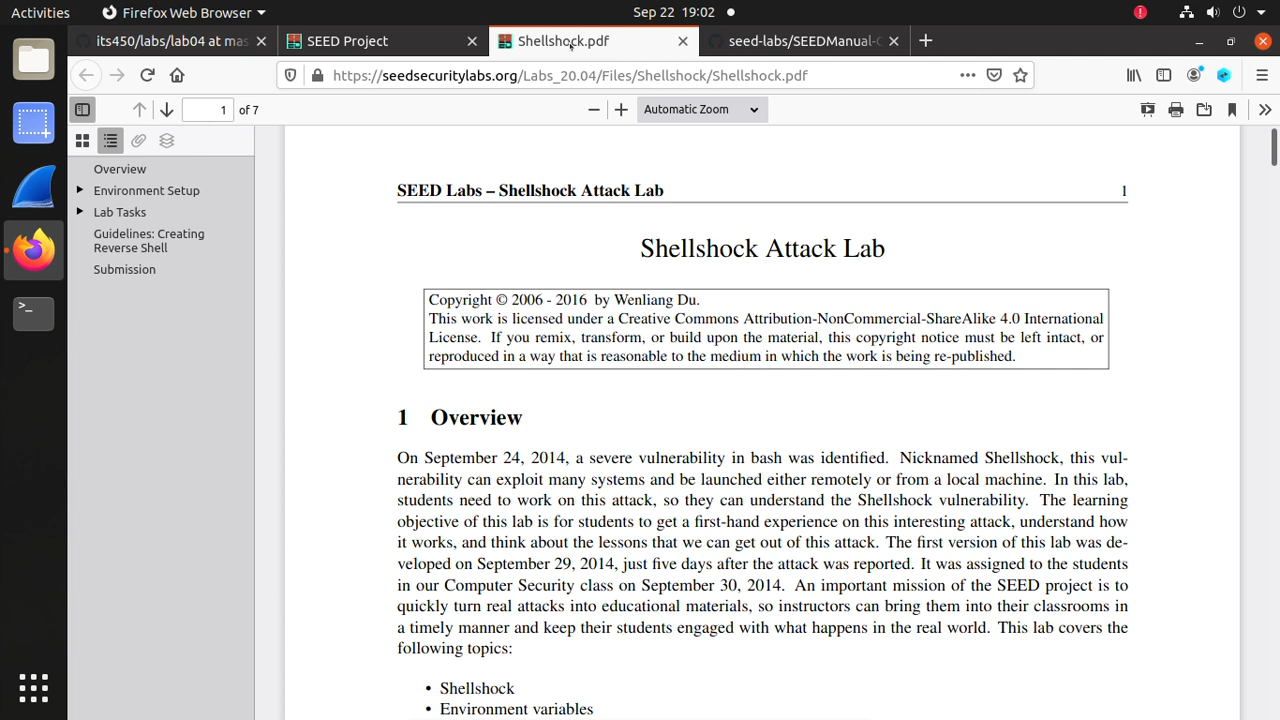 Activities Firefox Web Browser Sep 22 19:02
its450/labs/lab04 at mas SEED Project Shellshock.pdf seed-labs/SEEDManual-C
https://seedsecuritylabs.org/Labs_20.04/Files/Shellshock/Shellshock.pdf
1 of 7 Automatic Zoom
Overview
Environment Setup
Lab Tasks
Guidelines: Creating
Reverse Shell
Submission
SEED Labs – Shellshock Attack Lab 1
Shellshock Attack Lab
Copyright © 2006 - 2016 by Wenliang Du.
This work is licensed under a Creative Commons Attribution-NonCommercial-ShareAlike 4.0 International
License. If you remix, transform, or build upon the material, this copyright notice must be left intact, or
reproduced in a way that is reasonable to the medium in which the work is being re-published.
1 Overview
On September 24, 2014, a severe vulnerability in bash was identified. Nicknamed Shellshock, this vul-
nerability can exploit many systems and be launched either remotely or from a local machine. In this lab,
students need to work on this attack, so they can understand the Shellshock vulnerability. The learning
objective of this lab is for students to get a first-hand experience on this interesting attack, understand how
it works, and think about the lessons that we can get out of this attack. The first version of this lab was de-
veloped on September 29, 2014, just five days after the attack was reported. It was assigned to the students
in our Computer Security class on September 30, 2014. An important mission of the SEED project is to
quickly turn real attacks into educational materials, so instructors can bring them into their classrooms in
a timely manner and keep their students engaged with what happens in the real world. This lab covers the
following topics:
• Shellshock
• Environment variables